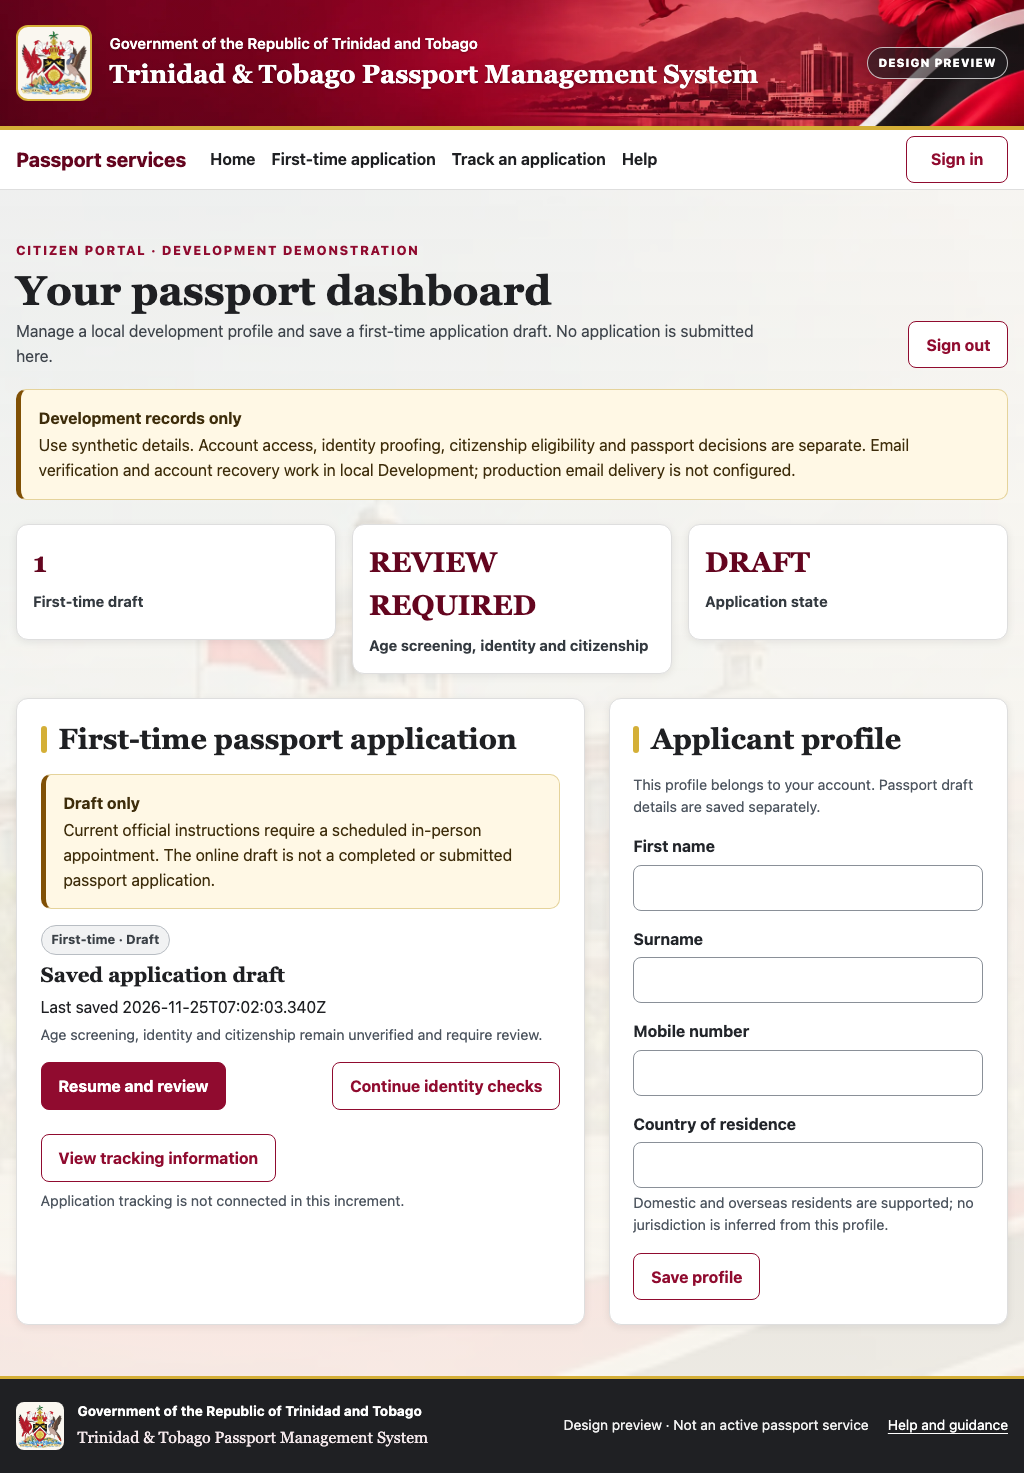 Government of the Republic of Trinidad and Tobago
Trinidad & Tobago Passport Management System
DESIGN PREVIEW
Passport services
Home
First-time application
Track an application
Help
Sign in
CITIZEN PORTAL · DEVELOPMENT DEMONSTRATION
Your passport dashboard
Manage a local development profile and save a first-time application draft. No application is submitted
here.
Sign out
Development records only
Use synthetic details. Account access, identity proofing, citizenship eligibility and passport decisions are separate. Email
verification and account recovery work in local Development; production email delivery is not configured.
1
First-time draft
REVIEW
REQUIRED
Age screening, identity and citizenship
DRAFT
Application state
First-time passport application
Draft only
Current official instructions require a scheduled in-person
appointment. The online draft is not a completed or submitted
passport application.
First-time · Draft
Saved application draft
Last saved 2026-11-25T07:02:03.340Z
Age screening, identity and citizenship remain unverified and require review.
Resume and review
Continue identity checks
View tracking information
Application tracking is not connected in this increment.
Applicant profile
This profile belongs to your account. Passport draft
details are saved separately.
First name
Surname
Mobile number
Country of residence
Domestic and overseas residents are supported; no
jurisdiction is inferred from this profile.
Save profile
Government of the Republic of Trinidad and Tobago
Trinidad & Tobago Passport Management System
Design preview · Not an active passport service
Help and guidance